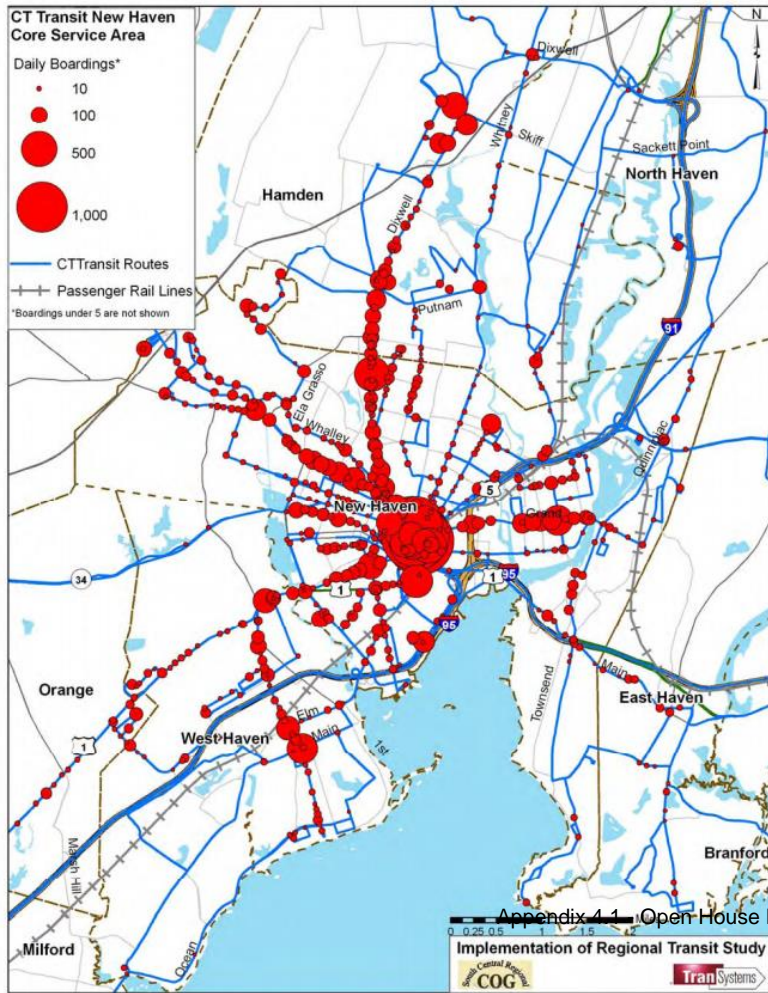 CT Transit New Haven
Core Service Area
Daily Boardings*
10
100
500
1,000
CTTransit Routes
Passenger Rail Lines
*Boardings under 5 are not shown
N
Dixwell
Whitney
Skiff
Sackett Point
North Haven
Hamden
Dixwell
Putnam
91
Ela Grasso
Whalley
Quinnipiac
5
New Haven
Grand
34
1
1
95
95
Orange
Townsend
Main
East Haven
Elm
West Haven
Main
1
1st
Marsh Hill
Branford
Milford
Ocean
Appendix 4.1 Open House
0 0.25 0.5 1
Implementation of Regional Transit Study
South Central Regional
COG
TranSystems